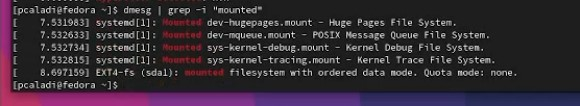 [pcaladi@fedora ~]$ dmesg | grep -i "mounted"
[    7.531983] systemd[1]: Mounted dev-hugepages.mount - Huge Pages File System.
[    7.532133] systemd[1]: Mounted dev-mqueue.mount - POSIX Message Queue File System.
[    7.532734] systemd[1]: Mounted sys-kernel-debug.mount - Kernel Debug File System.
[    7.532815] systemd[1]: Mounted sys-kernel-tracing.mount - Kernel Trace File System.
[    8.697159] EXT4-fs (sda1): mounted filesystem with ordered data mode. Quota mode: none.
[pcaladi@fedora ~]$